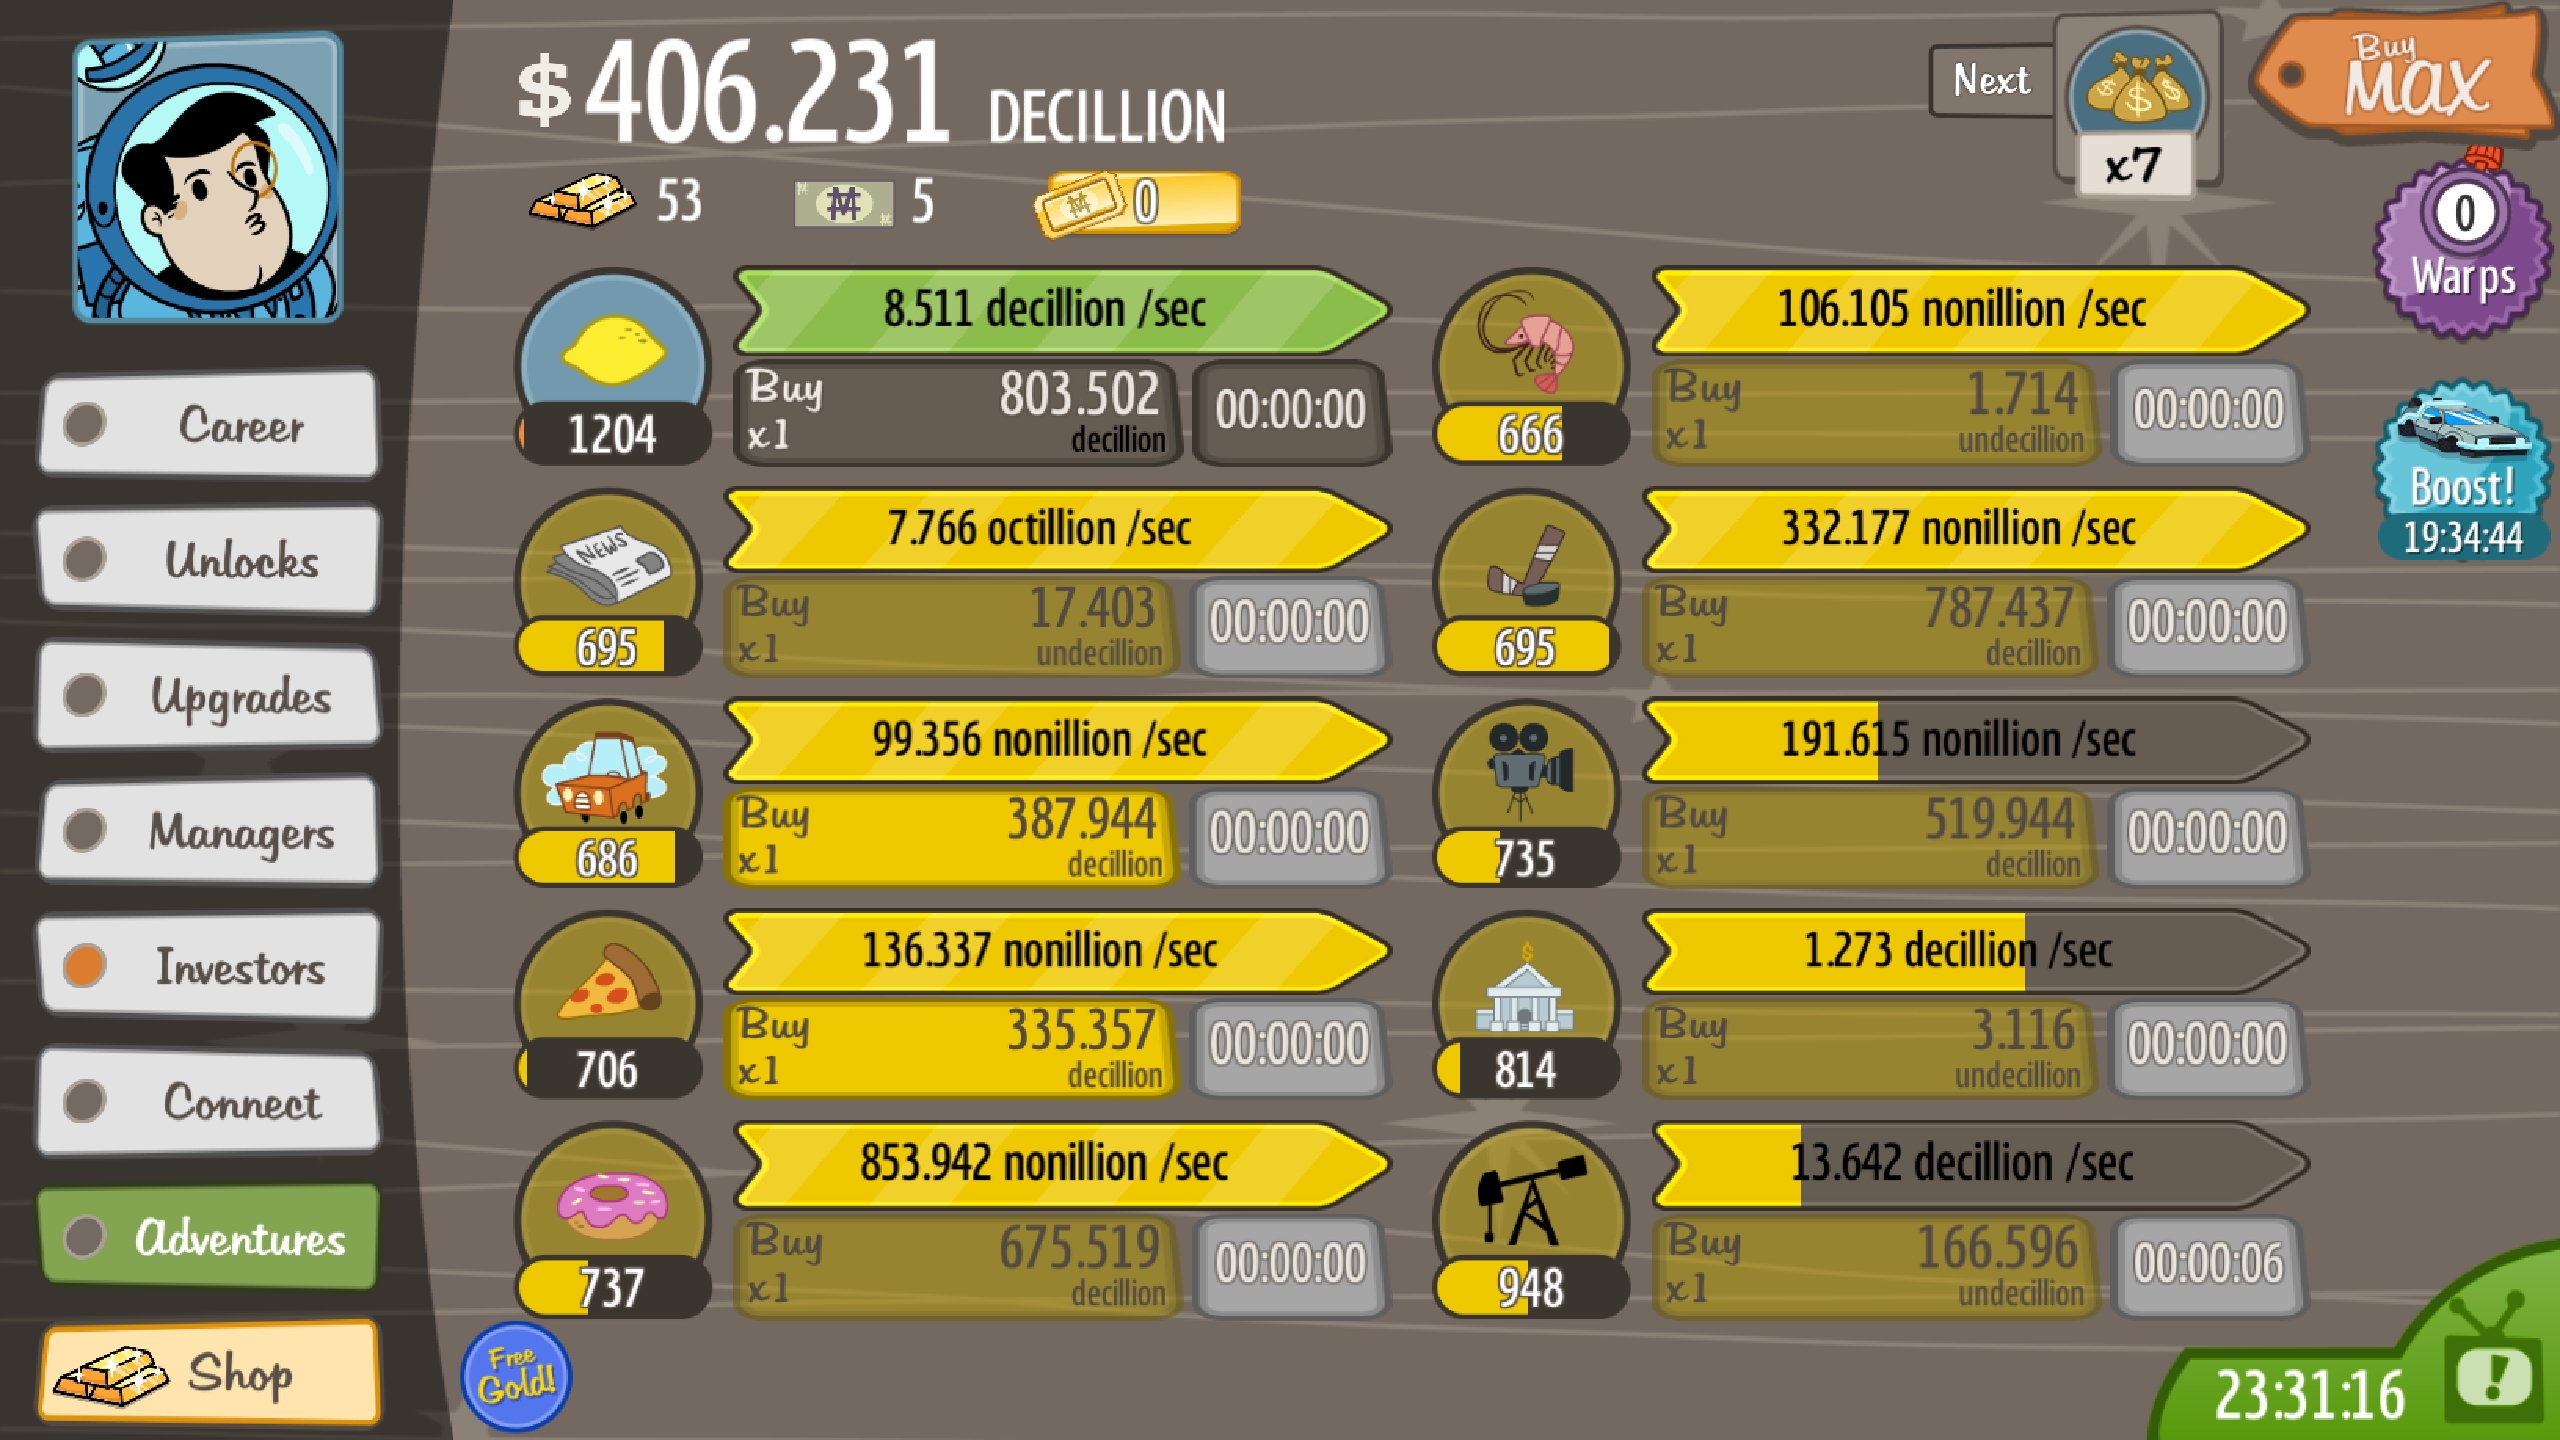 $ 406.231 DECILLION
Next
x7
Buy
MAX
53
5
0
0
Warps
Boost!
19:34:44
Career
Unlocks
Upgrades
Managers
Investors
Connect
Adventures
Shop
8.511 decillion /sec
1204
Buy
x1
803.502
decillion
00:00:00
106.105 nonillion /sec
666
Buy
x1
1.714
undecillion
00:00:00
NEWS
7.766 octillion /sec
695
Buy
x1
17.403
undecillion
00:00:00
332.177 nonillion /sec
695
Buy
x1
787.437
decillion
00:00:00
99.356 nonillion /sec
686
Buy
x1
387.944
decillion
00:00:00
191.615 nonillion /sec
735
Buy
x1
519.944
decillion
00:00:00
136.337 nonillion /sec
706
Buy
x1
335.357
decillion
00:00:00
1.273 decillion /sec
814
Buy
x1
3.116
undecillion
00:00:00
853.942 nonillion /sec
737
Buy
x1
675.519
decillion
00:00:00
13.642 decillion /sec
948
Buy
x1
166.596
undecillion
00:00:06
Free
Gold!
23:31:16
!